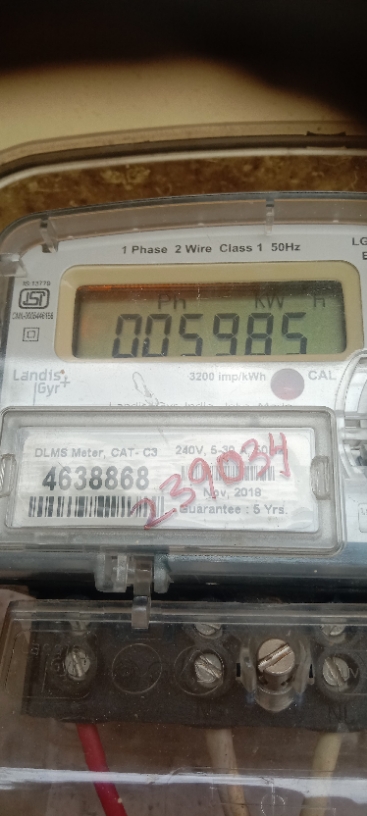 1 Phase 2 Wire Class 1 50Hz
LG
Ph kW H
005985
Landis
Gyr+
3200 imp/kWh
CAL
DLMS Meter, CAT- C3
240V, 5-30
4638868
239034
Nov, 2018
Guarantee : 5 Yrs.